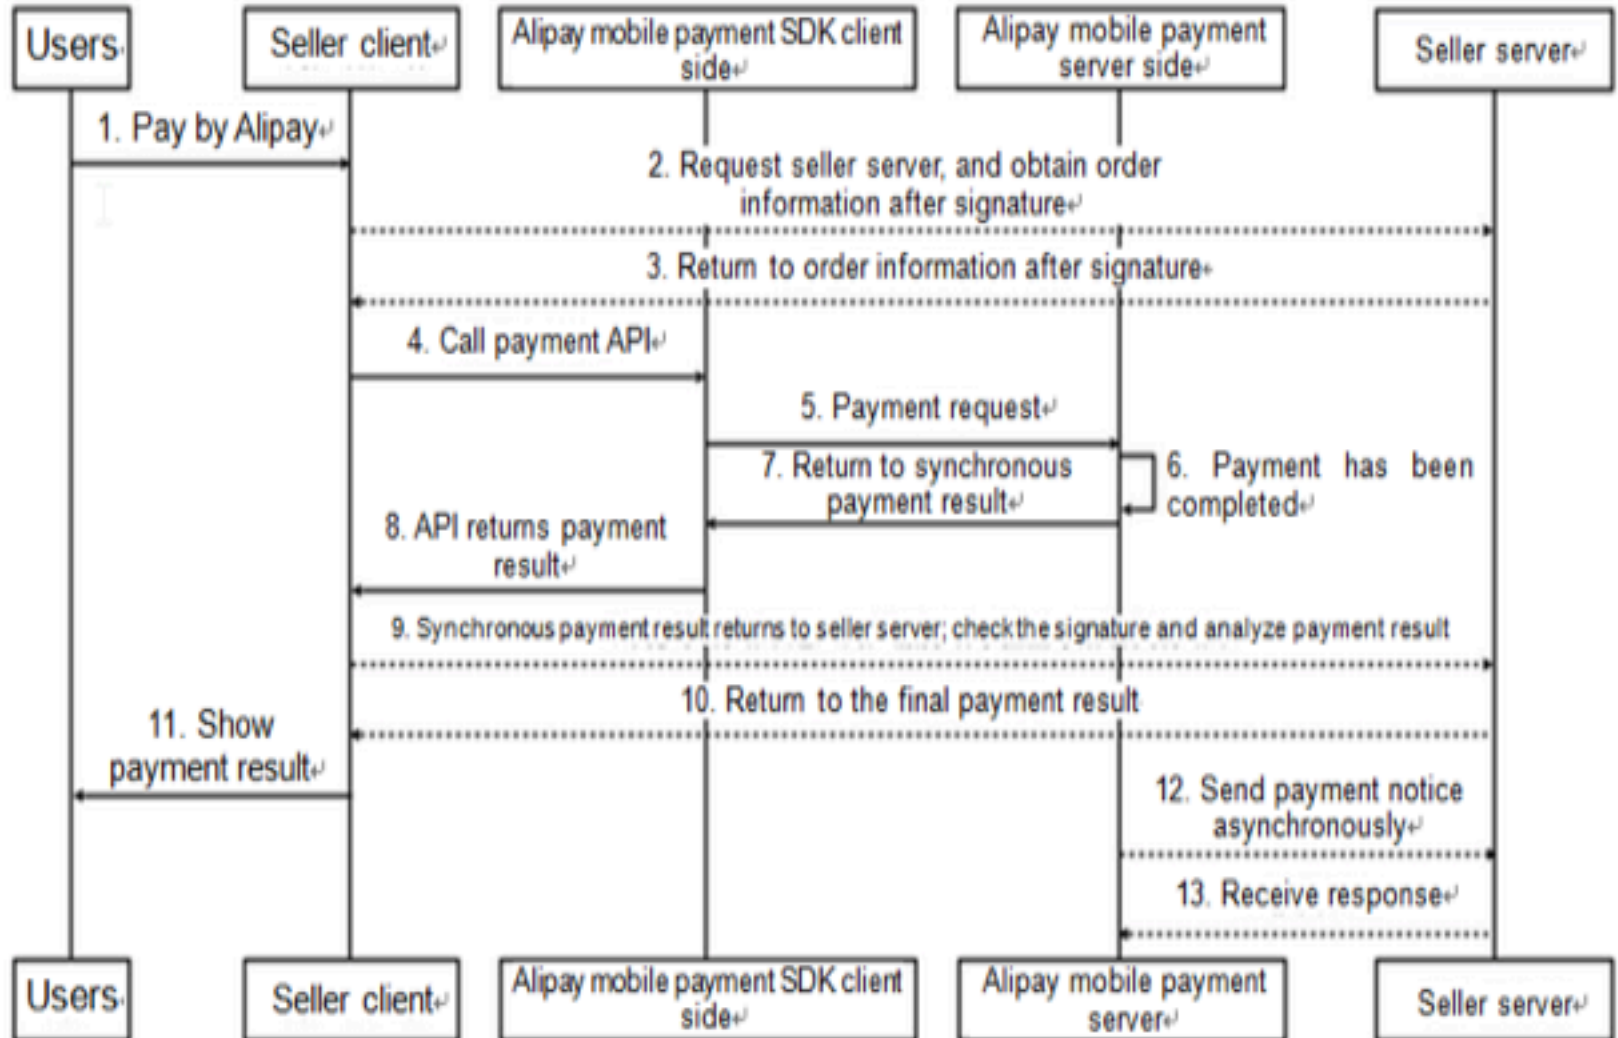 Users
Seller client
Alipay mobile payment SDK client
side
Alipay mobile payment
server side
Seller server
1. Pay by Alipay
2. Request seller server, and obtain order
information after signature
3. Return to order information after signature
4. Call payment API
5. Payment request
6. Payment has been
completed
7. Return to synchronous
payment result
8. API returns payment
result
9. Synchronous payment result returns to seller server; check the signature and analyze payment result
10. Return to the final payment result
11. Show
payment result
12. Send payment notice
asynchronously
13. Receive response
Users
Seller client
Alipay mobile payment SDK client
side
Alipay mobile payment
server
Seller server